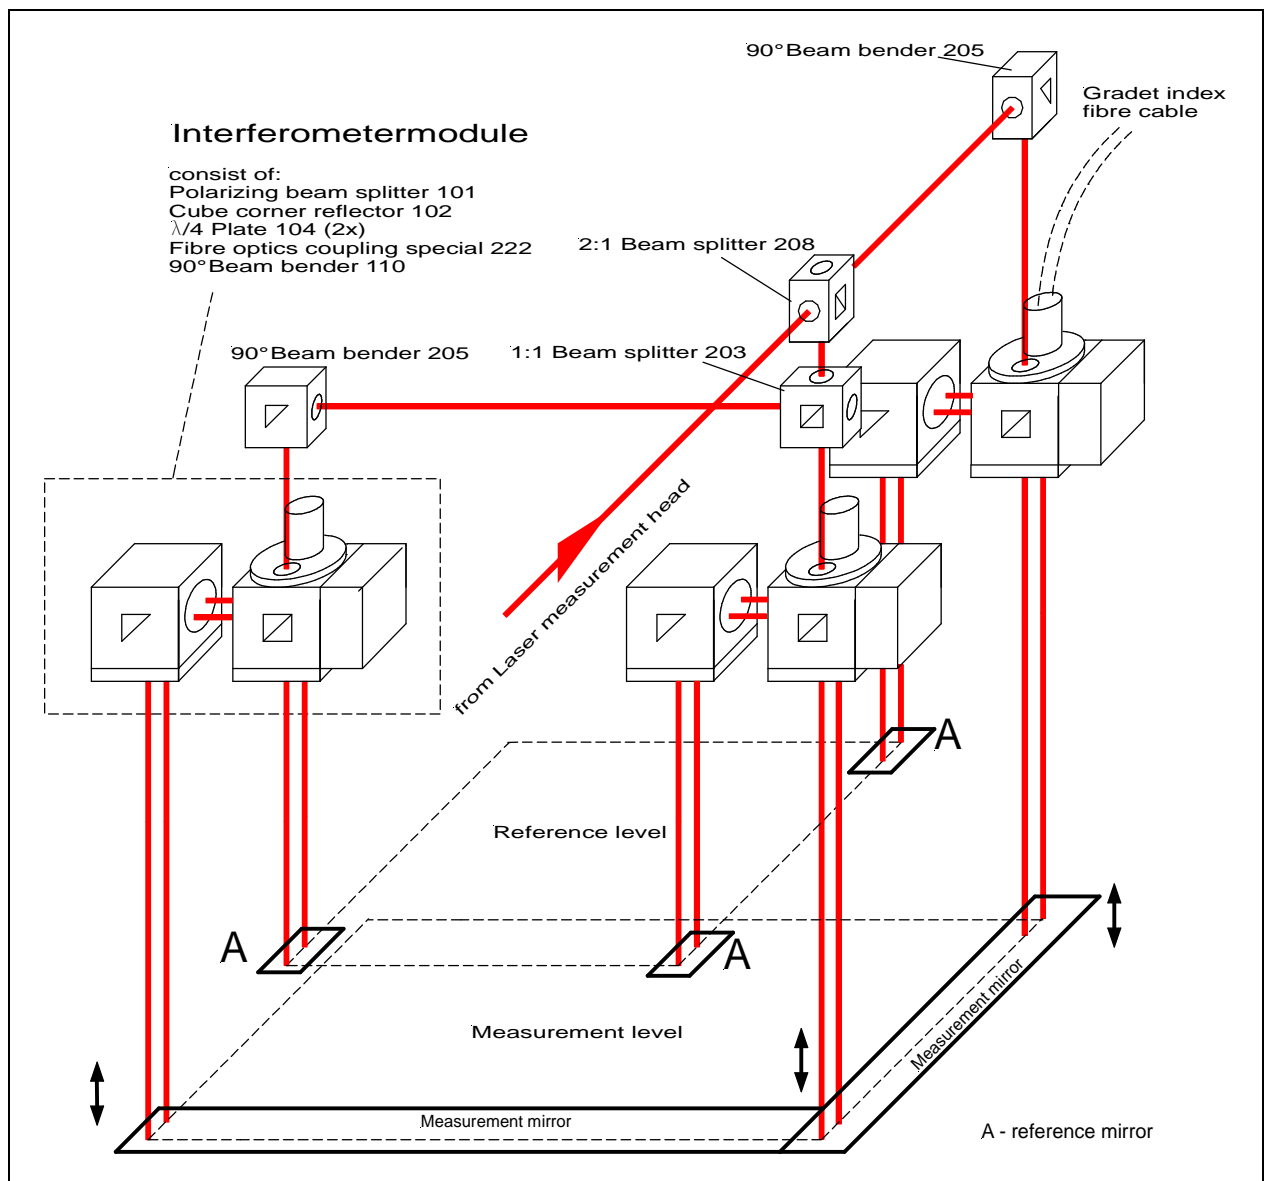 90°Beam bender 205
Gradet index
fibre cable
Interferometermodule
consist of:
Polarizing beam splitter 101
Cube corner reflector 102
λ/4 Plate 104 (2x)
Fibre optics coupling special 222
90°Beam bender 110
2:1 Beam splitter 208
90°Beam bender 205
1:1 Beam splitter 203
from Laser measurement head
A
Reference level
A
A
Measurement level
Measurement mirror
Measurement mirror
A - reference mirror